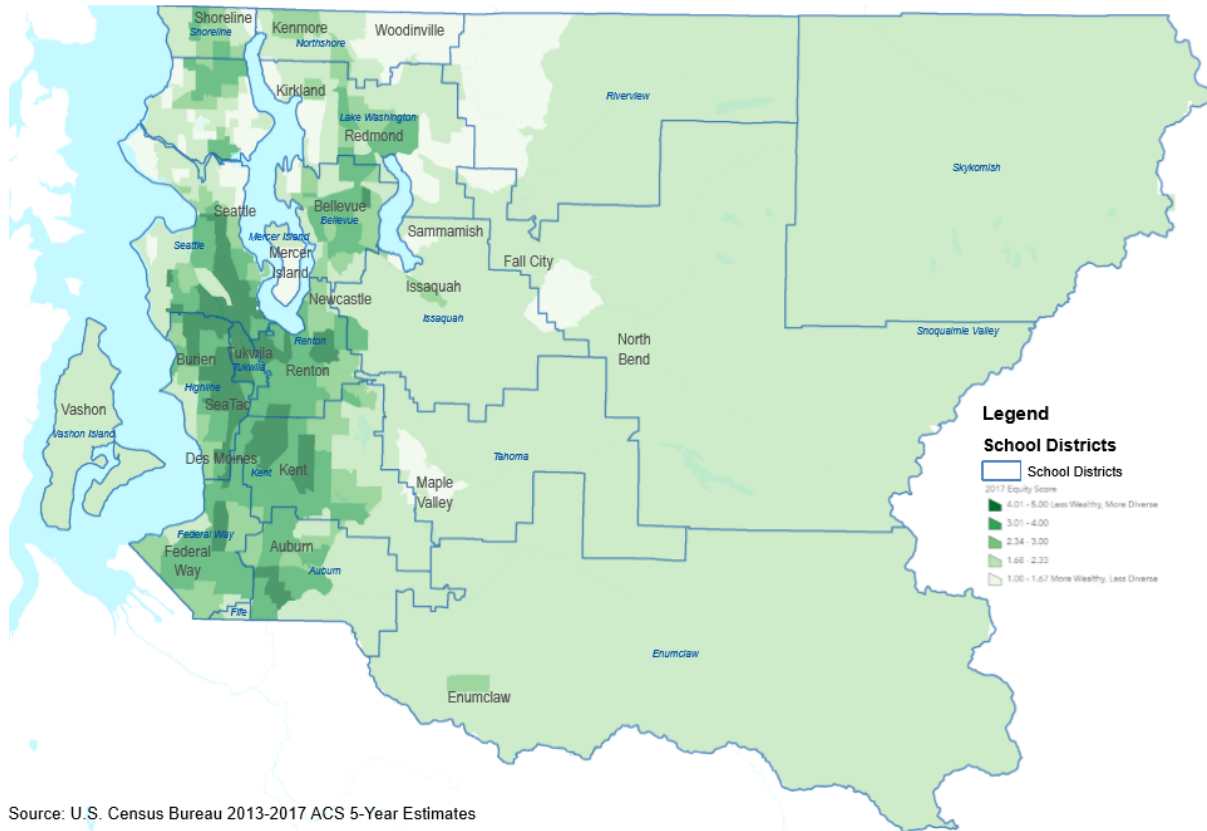 Shoreline
Shoreline
Kenmore
Northshore
Woodinville
Kirkland
Lake Washington
Redmond
Riverview
Skykomish
Seattle
Bellevue
Bellevue
Seattle
Mercer Island
Mercer
Island
Sammamish
Fall City
Newcastle
Issaquah
Issaquah
North
Bend
Snoqualmie Valley
Burien
Tukwila
Tukwila
Renton
Renton
Highline
SeaTac
Vashon
Vashon Island
Des Moines
Kent
Kent
Maple
Valley
Tahoma
Federal Way
Federal
Way
Auburn
Auburn
Fife
Enumclaw
Enumclaw
Legend
School Districts
School Districts
2017 Equity Score
4.01 - 5.00 Less Wealthy, More Diverse
3.01 - 4.00
2.34 - 3.00
1.68 - 2.33
1.00 - 1.67 More Wealthy, Less Diverse
Source: U.S. Census Bureau 2013-2017 ACS 5-Year Estimates